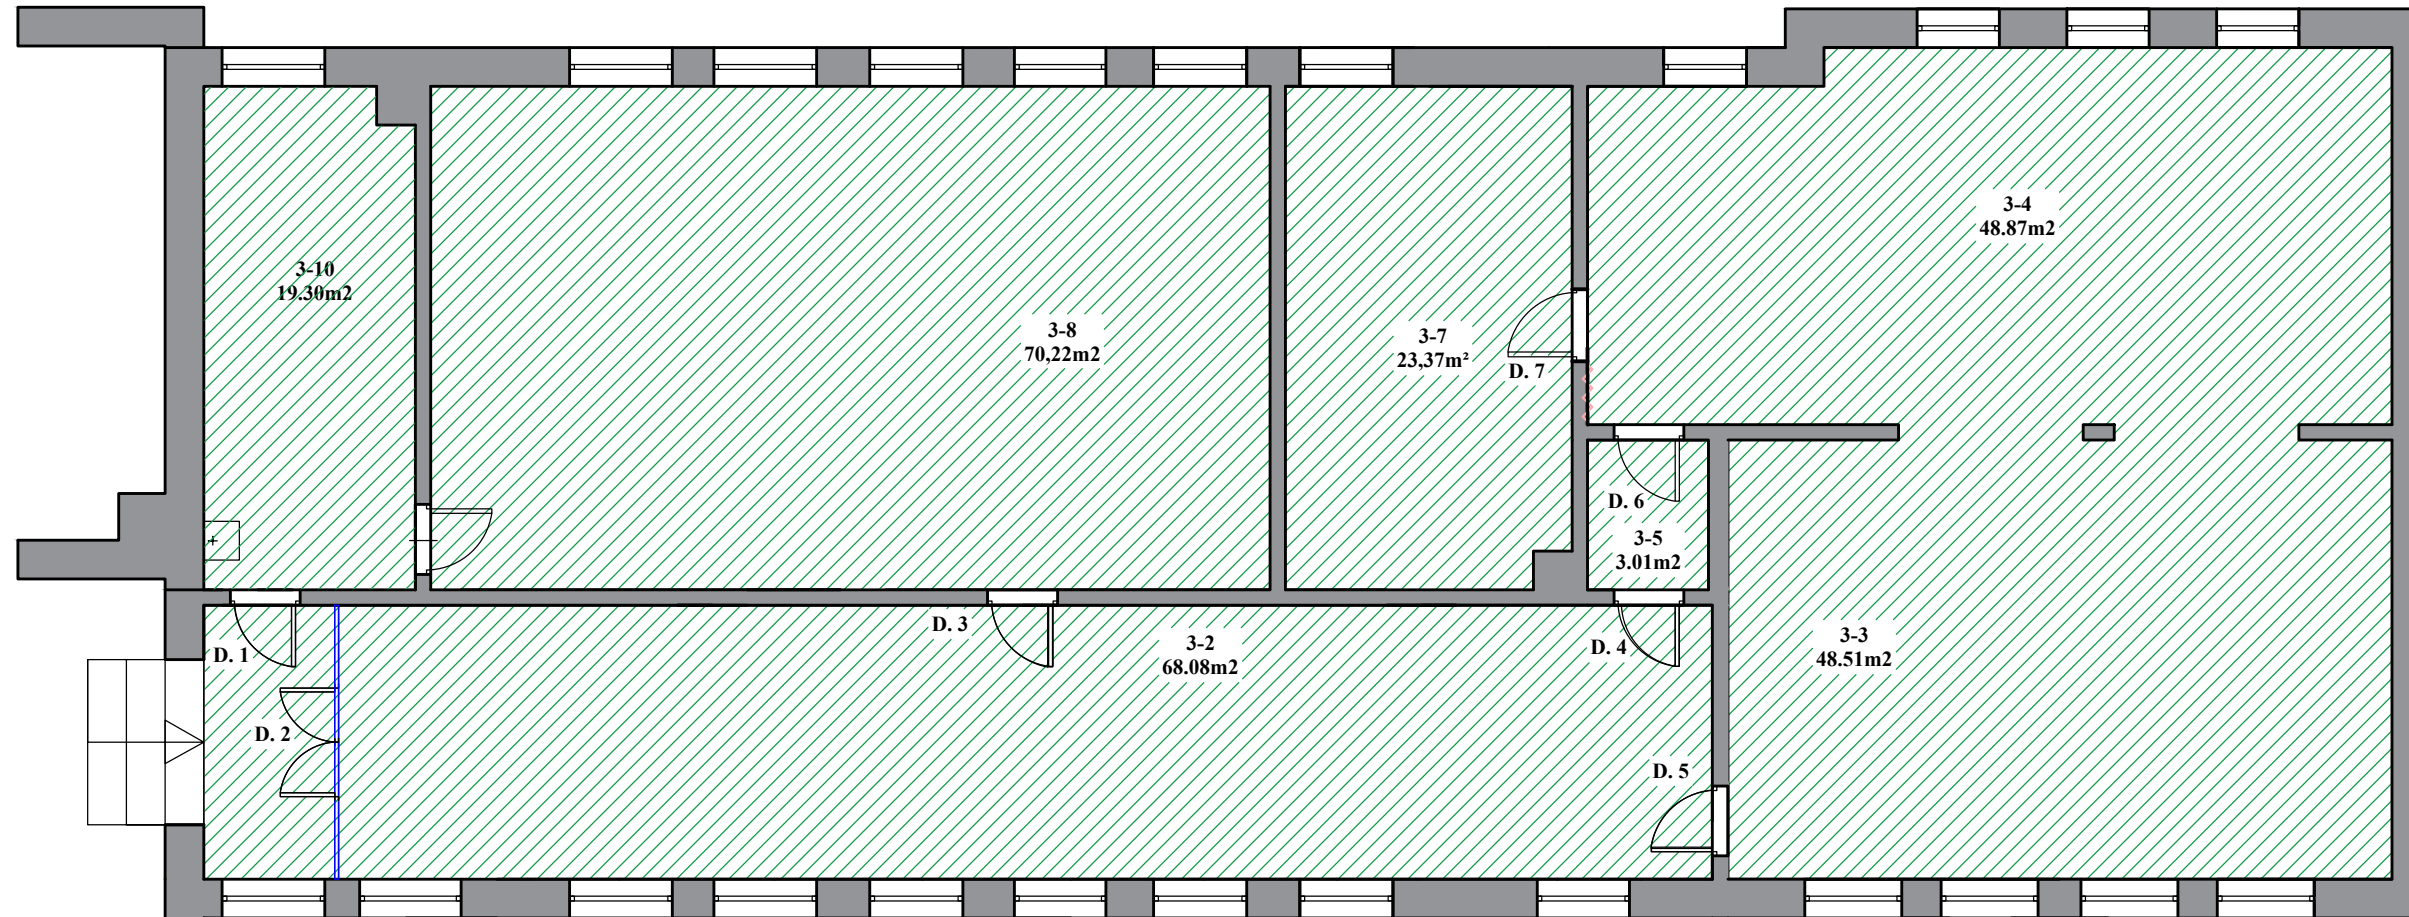 3-4
48.87m2
3-10
19.30m2
3-8
70,22m2
3-7
23,37m²
D. 7
D. 6
3-5
3.01m2
D. 3
3-2
68.08m2
D. 4
3-3
48.51m2
D. 1
D. 2
D. 5